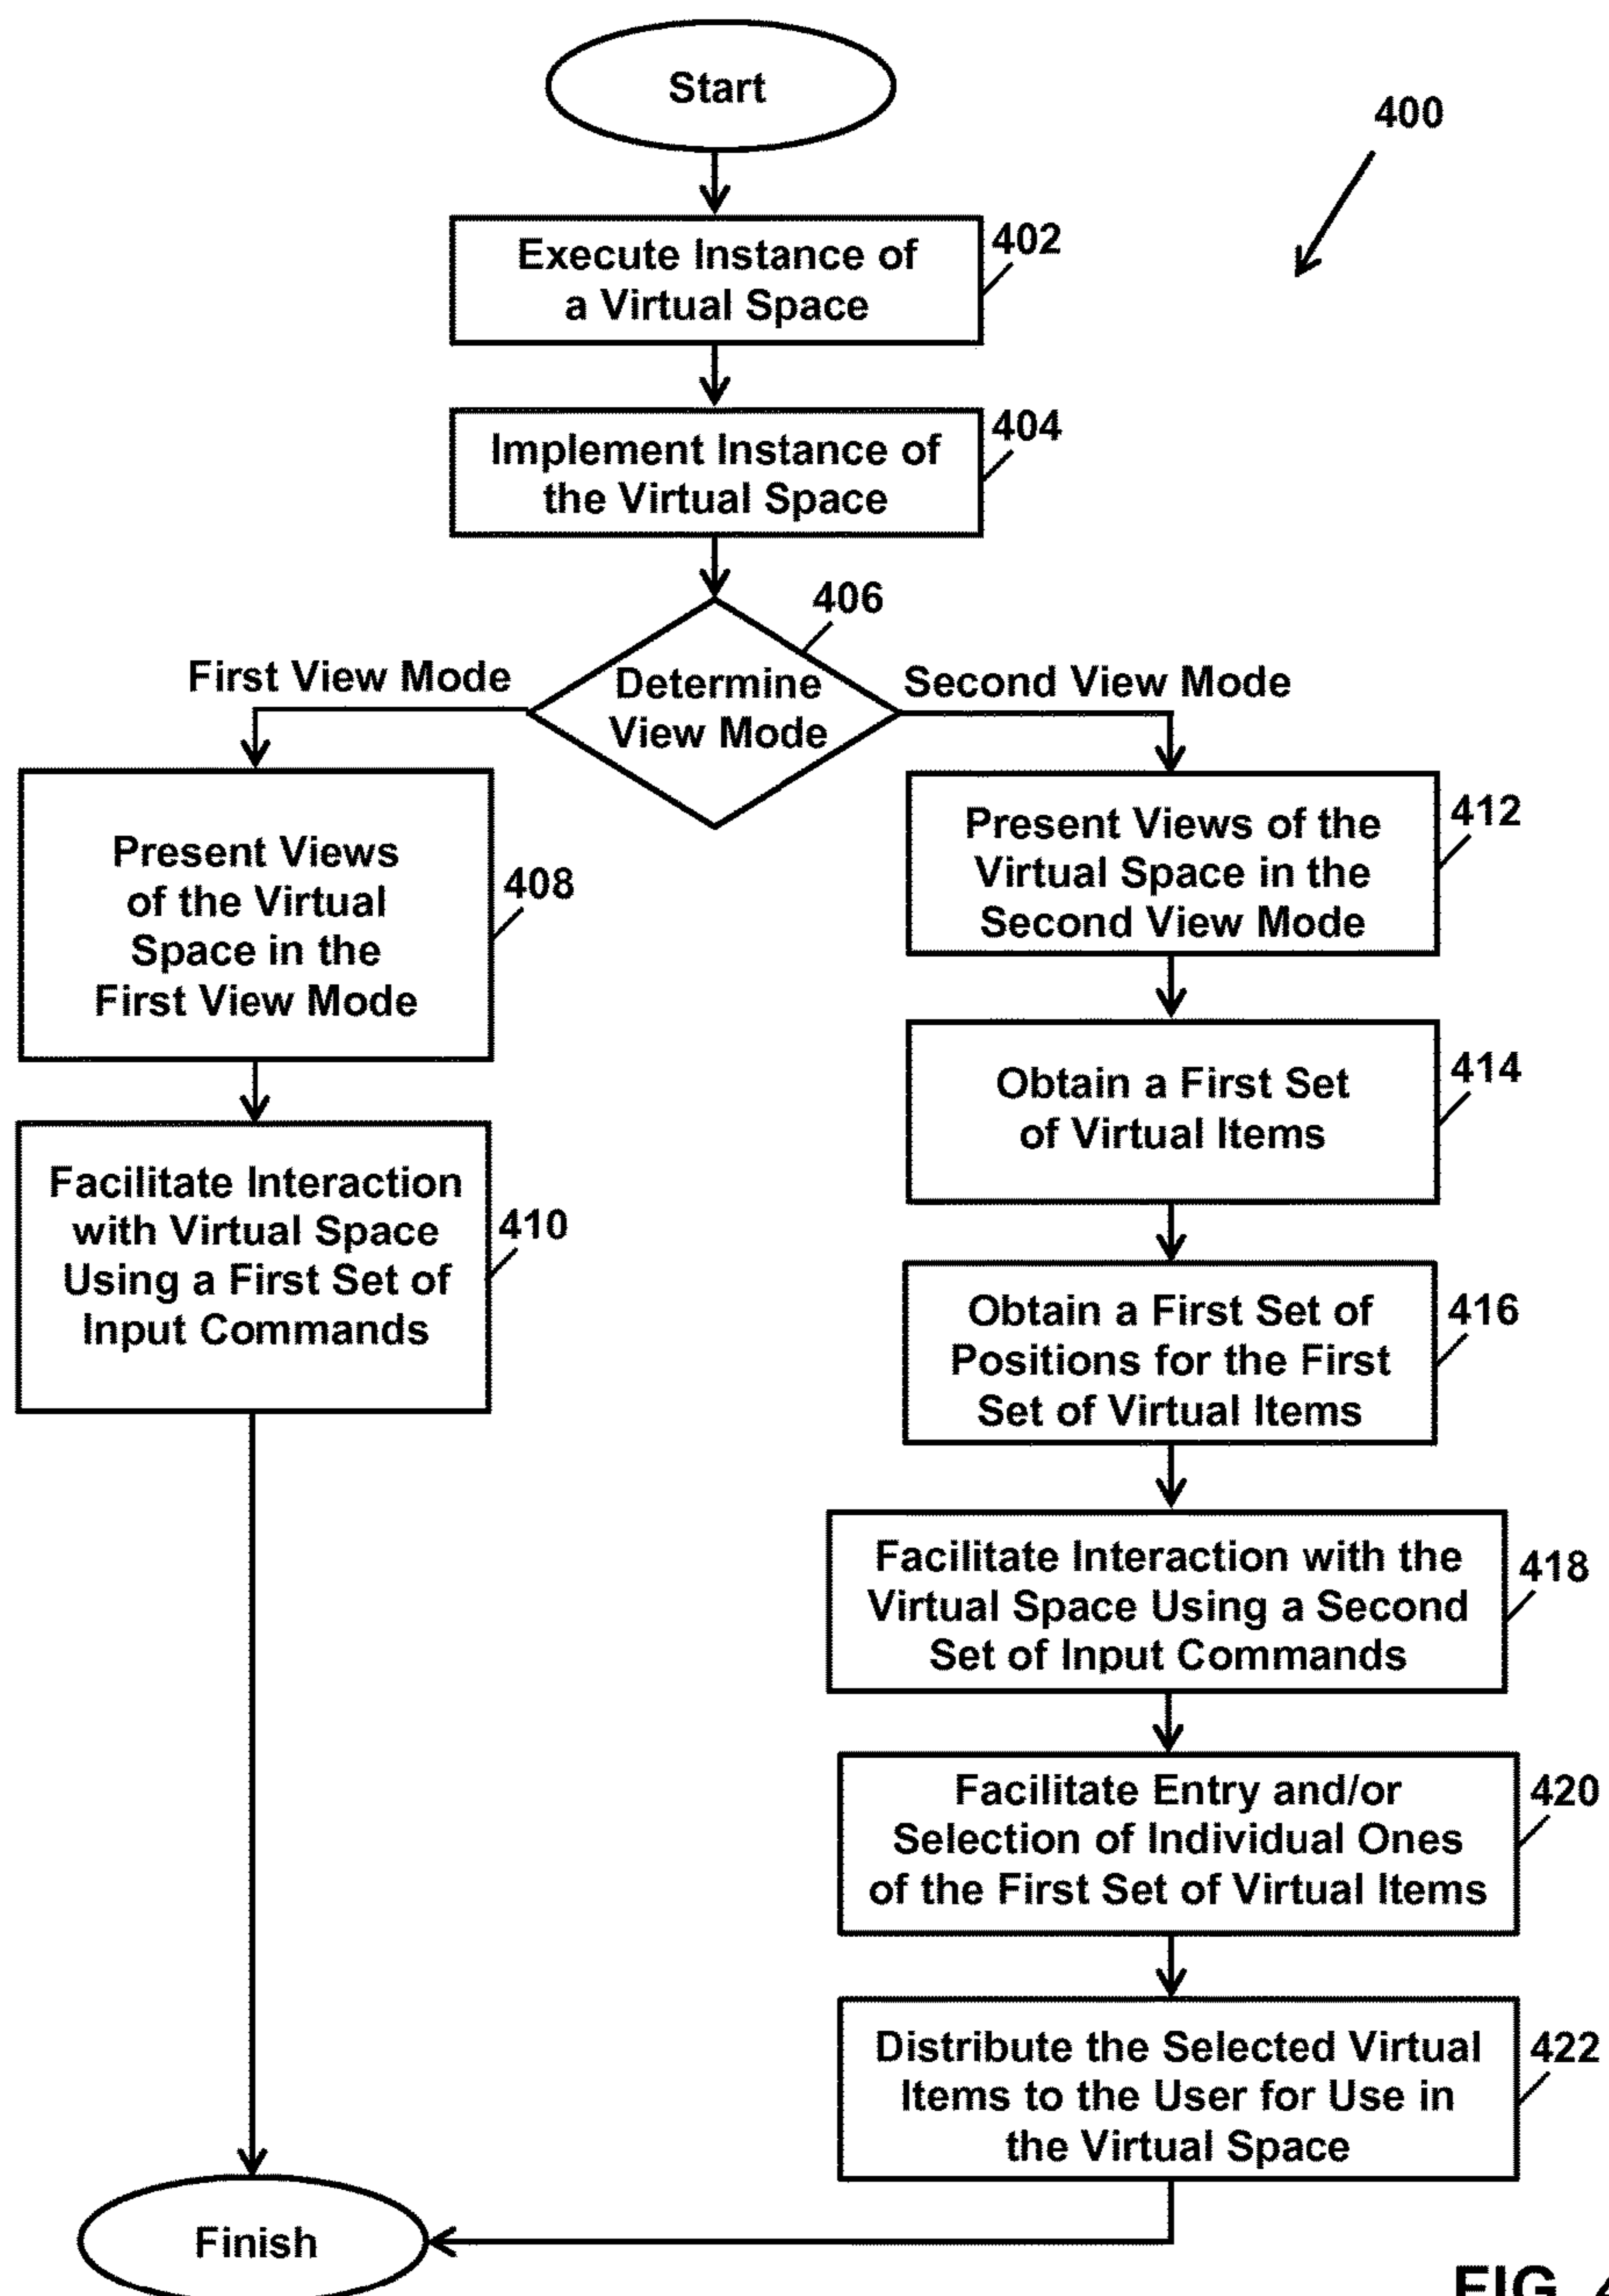 Start
400
Execute Instance of
a Virtual Space
402
Implement Instance of
the Virtual Space
404
406
First View Mode
Determine
View Mode
Second View Mode
Present Views
of the Virtual
Space in the
First View Mode
408
Present Views of the
Virtual Space in the
Second View Mode
412
Obtain a First Set
of Virtual Items
414
Facilitate Interaction
with Virtual Space
Using a First Set of
Input Commands
410
Obtain a First Set of
Positions for the First
Set of Virtual Items
416
Facilitate Interaction with the
Virtual Space Using a Second
Set of Input Commands
418
Facilitate Entry and/or
Selection of Individual Ones
of the First Set of Virtual Items
420
Distribute the Selected Virtual
Items to the User for Use in
the Virtual Space
422
Finish
FIG.